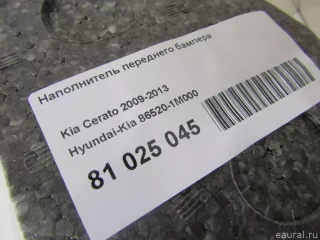 Наполнитель переднего бампера
Kia Cerato 2009-2013
Hyundai-Kia 86520-1M000
81 025 045
eaural.ru